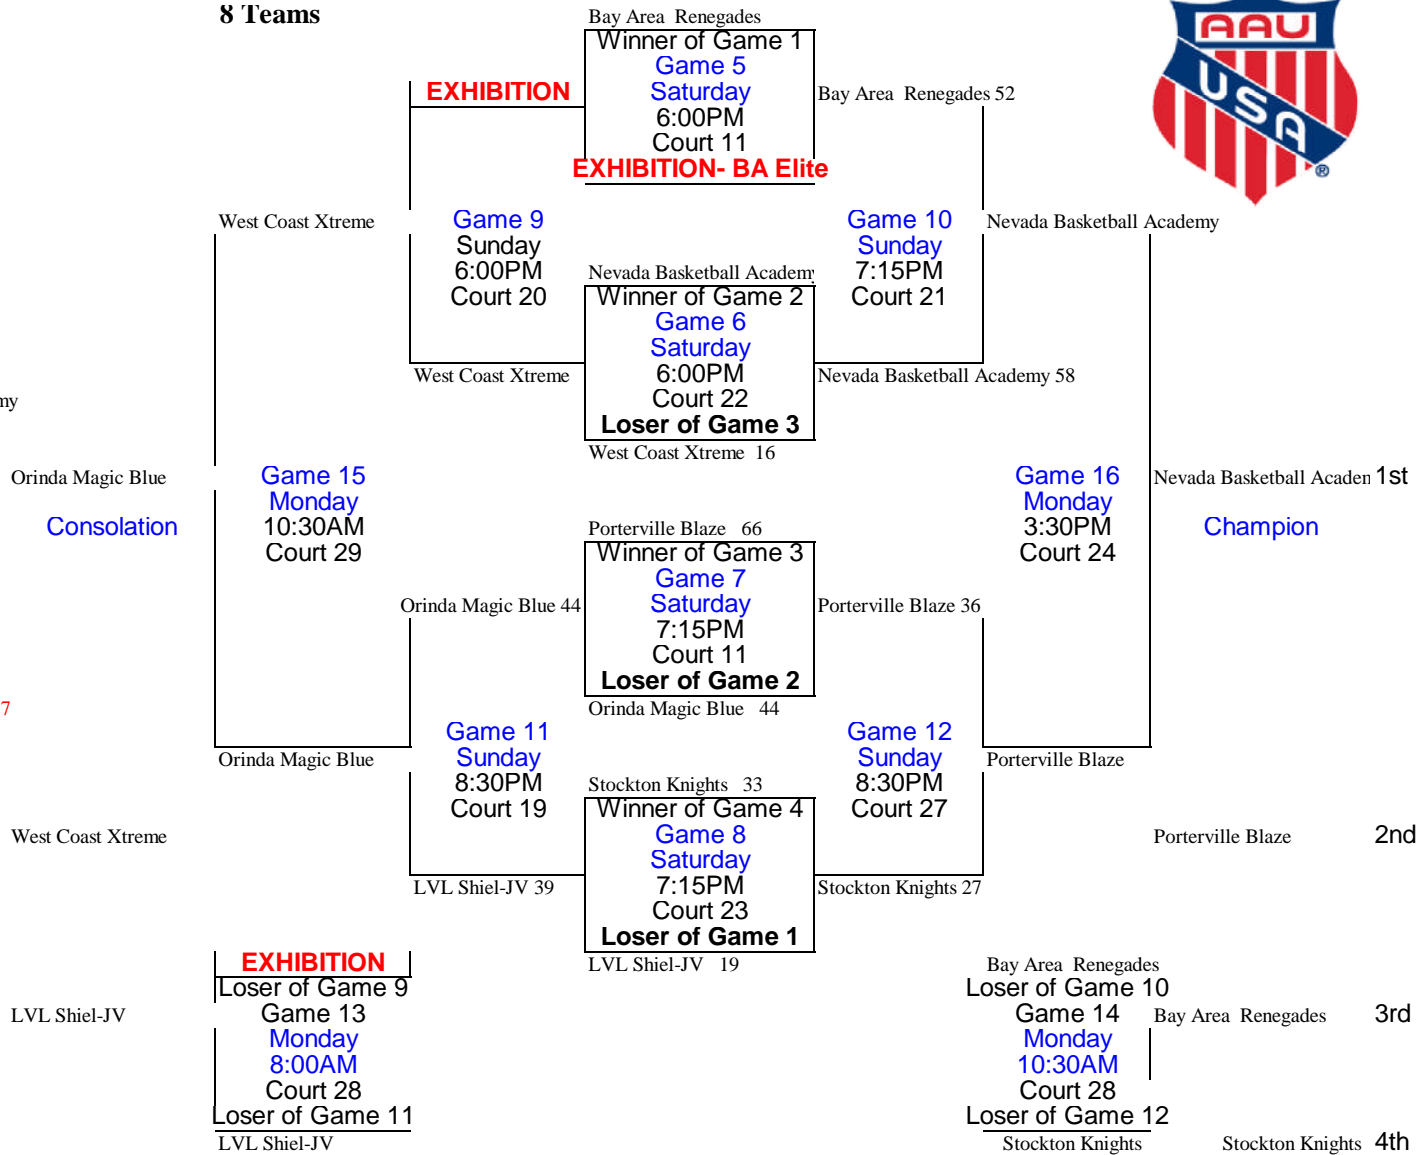 8 Teams
Bay Area Renegades
Winner of Game 1
Game 5
EXHIBITION
Saturday
Bay Area Renegades 52
6:00PM
Court 11
EXHIBITION- BA Elite
AAU
USA
®
West Coast Xtreme
Game 9
Sunday
6:00PM
Court 20
Game 10
Sunday
7:15PM
Court 21
Nevada Basketball Academy
Nevada Basketball Academy
Winner of Game 2
Game 6
Saturday
6:00PM
Court 22
Loser of Game 3
West Coast Xtreme
Nevada Basketball Academy 58
West Coast Xtreme 16
my
Orinda Magic Blue
Consolation
Game 15
Monday
10:30AM
Court 29
Game 16
Monday
3:30PM
Court 24
Nevada Basketball Academ 1st
Champion
Porterville Blaze 66
Winner of Game 3
Game 7
Saturday
7:15PM
Court 11
Loser of Game 2
Orinda Magic Blue 44
Orinda Magic Blue 44
Porterville Blaze 36
7
Orinda Magic Blue
Game 11
Sunday
8:30PM
Court 19
Game 12
Sunday
8:30PM
Court 27
Porterville Blaze
Stockton Knights 33
Winner of Game 4
Game 8
Saturday
7:15PM
Court 23
Loser of Game 1
West Coast Xtreme
Porterville Blaze 2nd
LVL Shiel-JV 39
Stockton Knights 27
LVL Shiel-JV 19
EXHIBITION
Loser of Game 9
LVL Shiel-JV
Game 13
Monday
8:00AM
Court 28
Loser of Game 11
LVL Shiel-JV
Bay Area Renegades
Loser of Game 10
Game 14
Bay Area Renegades 3rd
Monday
10:30AM
Court 28
Loser of Game 12
Stockton Knights
Stockton Knights 4th